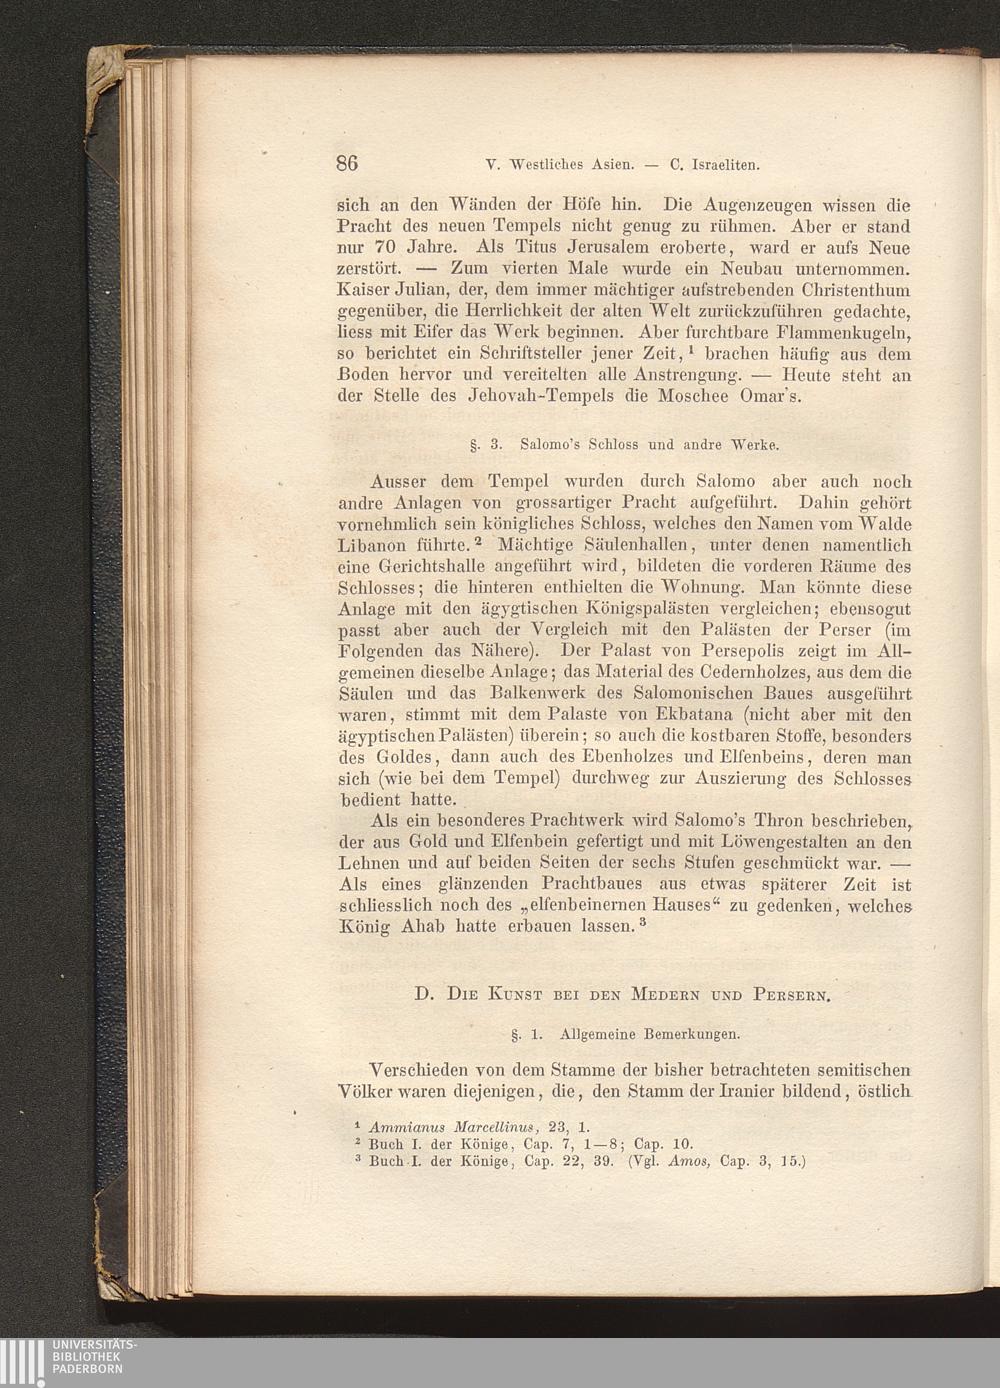 86 V. Westliches Asien. — C. Israeliten.
sich an den Wänden der Höfe hin. Die Augenzeugen wissen die
Pracht des neuen Tempels nicht genug zu rühmen. Aber er stand
nur 70 Jahre. Als Titus Jerusalem eroberte, ward er aufs Neue
zerstört. — Zum vierten Male wurde ein Neubau unternommen.
Kaiser Julian, der, dem immer mächtiger aufstrebenden Christenthum
gegenüber, die Herrlichkeit der alten Welt zurückzuführen gedachte,
liess mit Eifer das Werk beginnen. Aber furchtbare Flammenkugeln,
so berichtet ein Schriftsteller jener Zeit, ¹ brachen häufig aus dem
Boden hervor und vereitelten alle Anstrengung. — Heute steht an
der Stelle des Jehovah-Tempels die Moschee Omar's.
§. 3. Salomo's Schloss und andre Werke.
Ausser dem Tempel wurden durch Salomo aber auch noch
andre Anlagen von grossartiger Pracht aufgeführt. Dahin gehört
vornehmlich sein königliches Schloss, welches den Namen vom Walde
Libanon führte. ² Mächtige Säulenhallen, unter denen namentlich
eine Gerichtshalle angeführt wird, bildeten die vorderen Räume des
Schlosses; die hinteren enthielten die Wohnung. Man könnte diese
Anlage mit den ägygtischen Königspalästen vergleichen; ebensogut
passt aber auch der Vergleich mit den Palästen der Perser (im
Folgenden das Nähere). Der Palast von Persepolis zeigt im All-
gemeinen dieselbe Anlage; das Material des Cedernholzes, aus dem die
Säulen und das Balkenwerk des Salomonischen Baues ausgeführt
waren, stimmt mit dem Palaste von Ekbatana (nicht aber mit den
ägyptischen Palästen) überein; so auch die kostbaren Stoffe, besonders
des Goldes, dann auch des Ebenholzes und Elfenbeins, deren man
sich (wie bei dem Tempel) durchweg zur Auszierung des Schlosses
bedient hatte.
Als ein besonderes Prachtwerk wird Salomo's Thron beschrieben,
der aus Gold und Elfenbein gefertigt und mit Löwengestalten an den
Lehnen und auf beiden Seiten der sechs Stufen geschmückt war. —
Als eines glänzenden Prachtbaues aus etwas späterer Zeit ist
schliesslich noch des „elfenbeinernen Hauses“ zu gedenken, welches
König Ahab hatte erbauen lassen. ³
D. Die Kunst bei den Medern und Persern.
§. 1. Allgemeine Bemerkungen.
Verschieden von dem Stamme der bisher betrachteten semitischen
Völker waren diejenigen, die, den Stamm der Iranier bildend, östlich
¹ Ammianus Marcellinus, 23, 1.
² Buch I. der Könige, Cap. 7, 1—8; Cap. 10.
³ Buch I. der Könige, Cap. 22, 39. (Vgl. Amos, Cap. 3, 15.)
UNIVERSITÄTS-
BIBLIOTHEK
PADERBORN